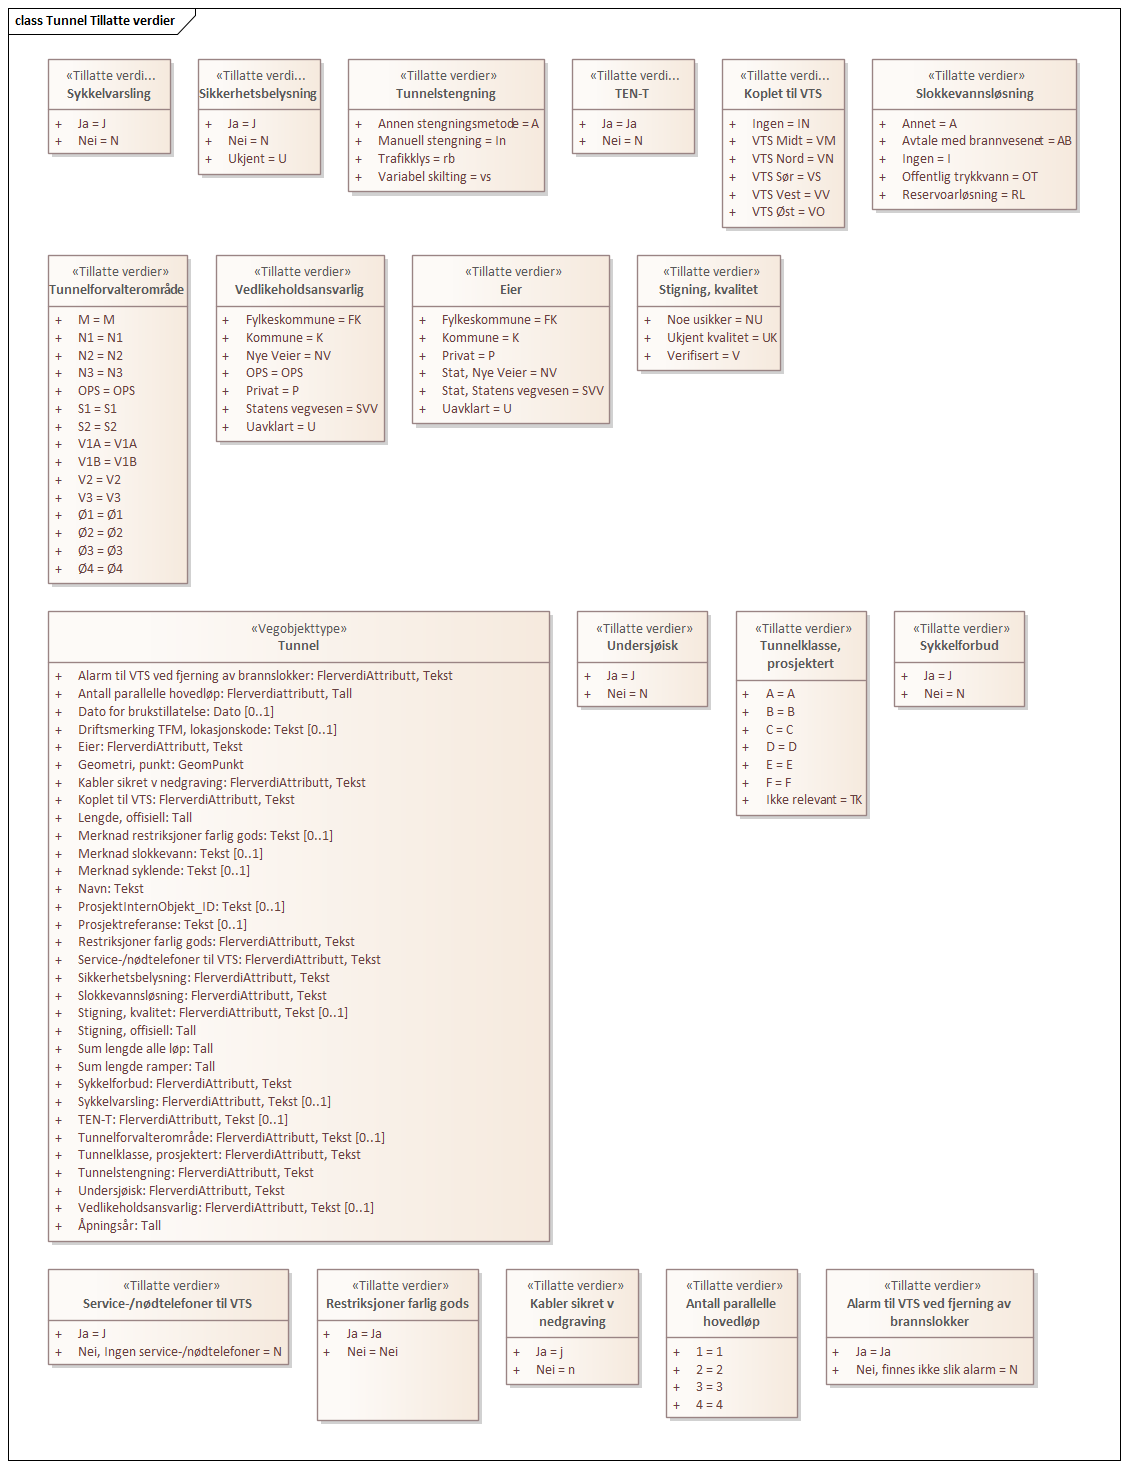 class Tunnel Tillatte verdier
«Tillatte verdi...
Sykkelvarsling
+ Ja = J
+ Nei = N
«Tillatte verdi...
Sikkerhetsbelysning
+ Ja = J
+ Nei = N
+ Ukjent = U
«Tillatte verdier»
Tunnelstengning
+ Annen stengningsmetode = A
+ Manuell stengning = In
+ Trafikklys = rb
+ Variabel skilting = vs
«Tillatte verdi...
TEN-T
+ Ja = Ja
+ Nei = N
«Tillatte verdi...
Koplet til VTS
+ Ingen = IN
+ VTS Midt = VM
+ VTS Nord = VN
+ VTS Sør = VS
+ VTS Vest = VV
+ VTS Øst = VO
«Tillatte verdier»
Slokkevannsløsning
+ Annet = A
+ Avtale med brannvesenet = AB
+ Ingen = I
+ Offentlig trykkvann = OT
+ Reservoarløsning = RL
«Tillatte verdier»
Tunnelforvalterområde
+ M = M
+ N1 = N1
+ N2 = N2
+ N3 = N3
+ OPS = OPS
+ S1 = S1
+ S2 = S2
+ V1A = V1A
+ V1B = V1B
+ V2 = V2
+ V3 = V3
+ Ø1 = Ø1
+ Ø2 = Ø2
+ Ø3 = Ø3
+ Ø4 = Ø4
«Tillatte verdier»
Vedlikeholdsansvarlig
+ Fylkeskommune = FK
+ Kommune = K
+ Nye Veier = NV
+ OPS = OPS
+ Privat = P
+ Statens vegvesen = SVV
+ Uavklart = U
«Tillatte verdier»
Eier
+ Fylkeskommune = FK
+ Kommune = K
+ Privat = P
+ Stat, Nye Veier = NV
+ Stat, Statens vegvesen = SVV
+ Uavklart = U
«Tillatte verdier»
Stigning, kvalitet
+ Noe usikker = NU
+ Ukjent kvalitet = UK
+ Verifisert = V
«Vegobjekttype»
Tunnel
+ Alarm til VTS ved fjerning av brannslokker: FlerverdiAttributt, Tekst
+ Antall parallelle hovedløp: Flerverdiattributt, Tall
+ Dato for brukstillatelse: Dato [0..1]
+ Driftsmerking TFM, lokasjonskode: Tekst [0..1]
+ Eier: FlerverdiAttributt, Tekst
+ Geometri, punkt: GeomPunkt
+ Kabler sikret v nedgraving: FlerverdiAttributt, Tekst
+ Koplet til VTS: FlerverdiAttributt, Tekst
+ Lengde, offisiell: Tall
+ Merknad restriksjoner farlig gods: Tekst [0..1]
+ Merknad slokkevann: Tekst [0..1]
+ Merknad syklende: Tekst [0..1]
+ Navn: Tekst
+ ProsjektInternObjekt_ID: Tekst [0..1]
+ Prosjektreferanse: Tekst [0..1]
+ Restriksjoner farlig gods: FlerverdiAttributt, Tekst
+ Service-/nødtelefoner til VTS: FlerverdiAttributt, Tekst
+ Sikkerhetsbelysning: FlerverdiAttributt, Tekst
+ Slokkevannsløsning: FlerverdiAttributt, Tekst
+ Stigning, kvalitet: FlerverdiAttributt, Tekst [0..1]
+ Stigning, offisiell: Tall
+ Sum lengde alle løp: Tall
+ Sum lengde ramper: Tall
+ Sykkelforbud: FlerverdiAttributt, Tekst
+ Sykkelvarsling: FlerverdiAttributt, Tekst [0..1]
+ TEN-T: FlerverdiAttributt, Tekst [0..1]
+ Tunnelforvalterområde: FlerverdiAttributt, Tekst [0..1]
+ Tunnelklasse, prosjektert: FlerverdiAttributt, Tekst
+ Tunnelstengning: FlerverdiAttributt, Tekst
+ Undersjøisk: FlerverdiAttributt, Tekst
+ Vedlikeholdsansvarlig: FlerverdiAttributt, Tekst [0..1]
+ Åpningsår: Tall
«Tillatte verdier»
Undersjøisk
+ Ja = J
+ Nei = N
«Tillatte verdier»
Tunnelklasse,
prosjektert
+ A = A
+ B = B
+ C = C
+ D = D
+ E = E
+ F = F
+ Ikke relevant = TK
«Tillatte verdier»
Sykkelforbud
+ Ja = J
+ Nei = N
«Tillatte verdier»
Service-/nødtelefoner til VTS
+ Ja = J
+ Nei, Ingen service-/nødtelefoner = N
«Tillatte verdier»
Restriksjoner farlig gods
+ Ja = Ja
+ Nei = Nei
«Tillatte verdier»
Kabler sikret v
nedgraving
+ Ja = j
+ Nei = n
«Tillatte verdier»
Antall parallelle
hovedløp
+ 1 = 1
+ 2 = 2
+ 3 = 3
+ 4 = 4
«Tillatte verdier»
Alarm til VTS ved fjerning av
brannslokker
+ Ja = Ja
+ Nei, finnes ikke slik alarm = N